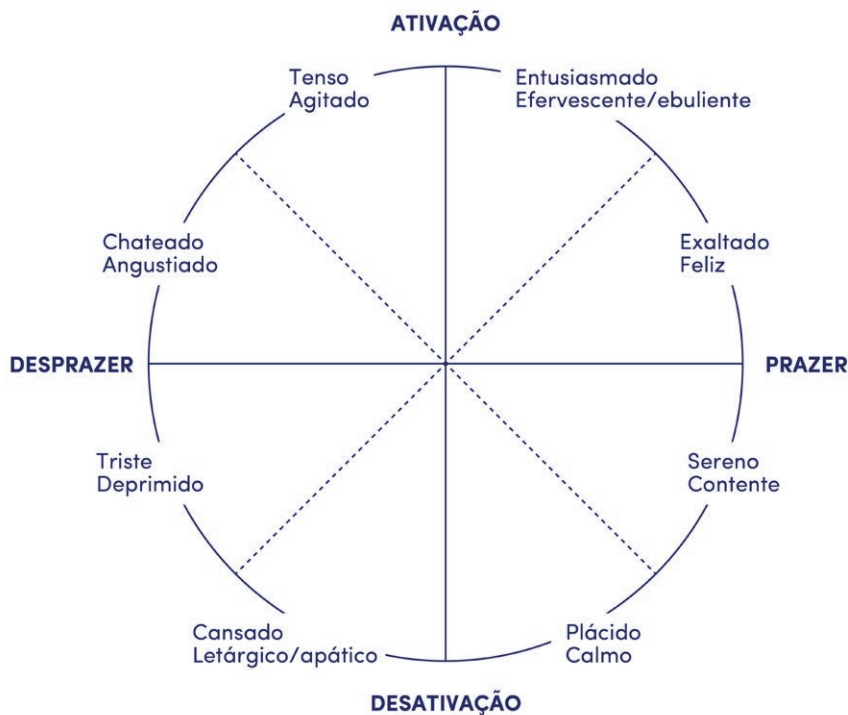 ATIVAÇÃO
Tenso
Agitado
Entusiasmado
Efervescente/ebuliente
Chateado
Angustiado
Exaltado
Feliz
DESPRAZER
PRAZER
Triste
Deprimido
Sereno
Contente
Cansado
Letárgico/apático
Plácido
Calmo
DESATIVAÇÃO